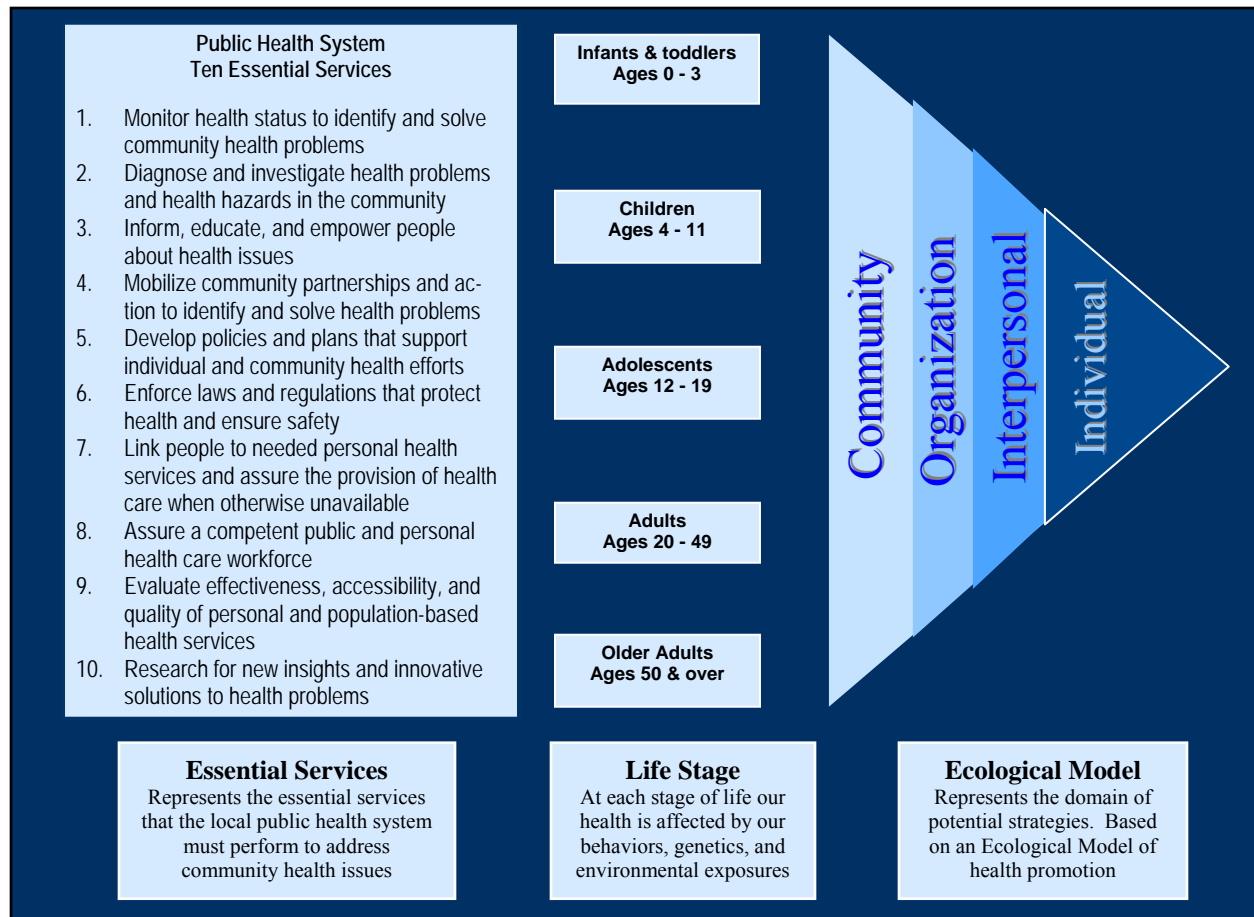 Public Health System
Ten Essential Services
1. Monitor health status to identify and solve
community health problems
2. Diagnose and investigate health problems
and health hazards in the community
3. Inform, educate, and empower people
about health issues
4. Mobilize community partnerships and ac-
tion to identify and solve health problems
5. Develop policies and plans that support
individual and community health efforts
6. Enforce laws and regulations that protect
health and ensure safety
7. Link people to needed personal health
services and assure the provision of health
care when otherwise unavailable
8. Assure a competent public and personal
health care workforce
9. Evaluate effectiveness, accessibility, and
quality of personal and population-based
health services
10. Research for new insights and innovative
solutions to health problems
Infants & toddlers
Ages 0 - 3
Children
Ages 4 - 11
Adolescents
Ages 12 - 19
Adults
Ages 20 - 49
Older Adults
Ages 50 & over
Community
Organization
Interpersonal
Individual
Essential Services
Represents the essential services
that the local public health system
must perform to address
community health issues
Life Stage
At each stage of life our
health is affected by our
behaviors, genetics, and
environmental exposures
Ecological Model
Represents the domain of
potential strategies.  Based
on an Ecological Model of
health promotion